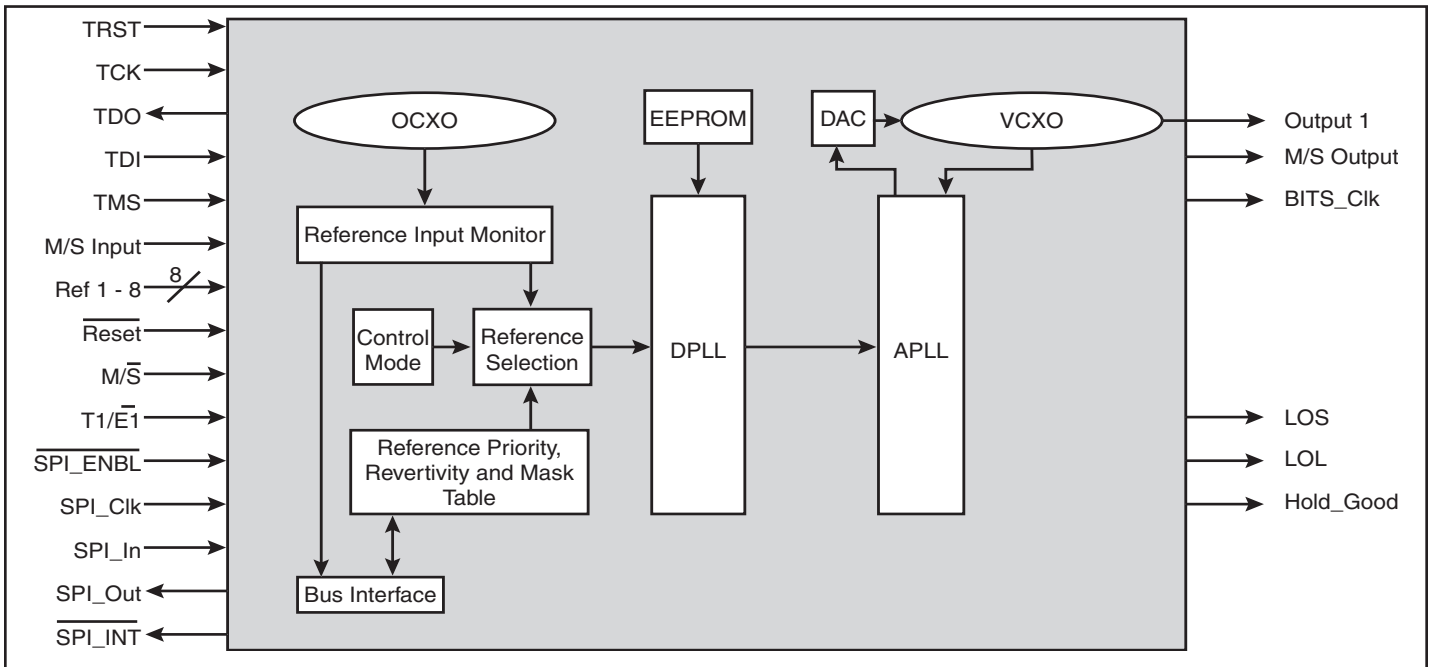 TRST
TCK
TDO
TDI
TMS
M/S Input
Ref 1 - 8
8
Reset
M/S
T1/E1
SPI_ENBL
SPI_Clk
SPI_In
SPI_Out
SPI_INT
OCXO
Reference Input Monitor
Control
Mode
Reference
Selection
Reference Priority,
Revertivity and Mask
Table
Bus Interface
EEPROM
DPLL
DAC
VCXO
APLL
Output 1
M/S Output
BITS_Clk
LOS
LOL
Hold_Good